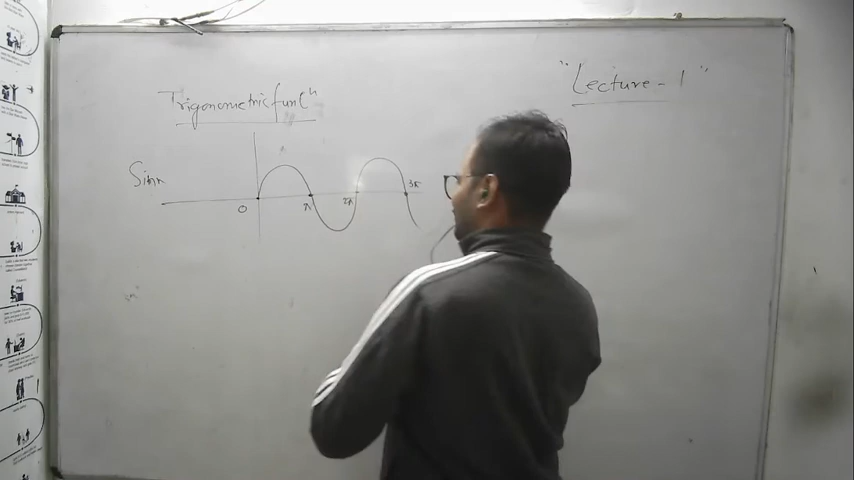 "Lecture - 1"
Trigonometric funcⁿ
Sinx
0 π 2π 3π